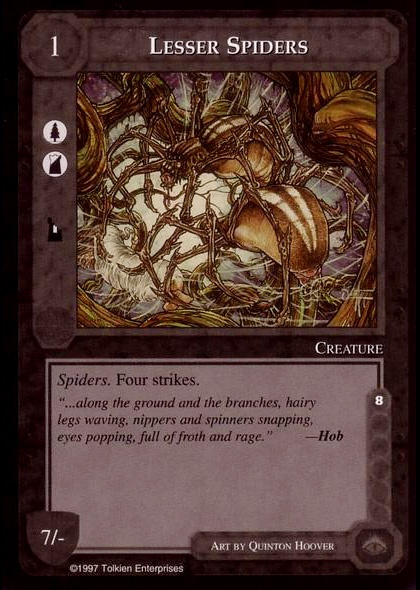 1
LESSER SPIDERS
CREATURE
Spiders. Four strikes.
“...along the ground and the branches, hairy
legs waving, nippers and spinners snapping,
eyes popping, full of froth and rage.” —Hob
8
7/-
ART BY QUINTON HOOVER
©1997 Tolkien Enterprises